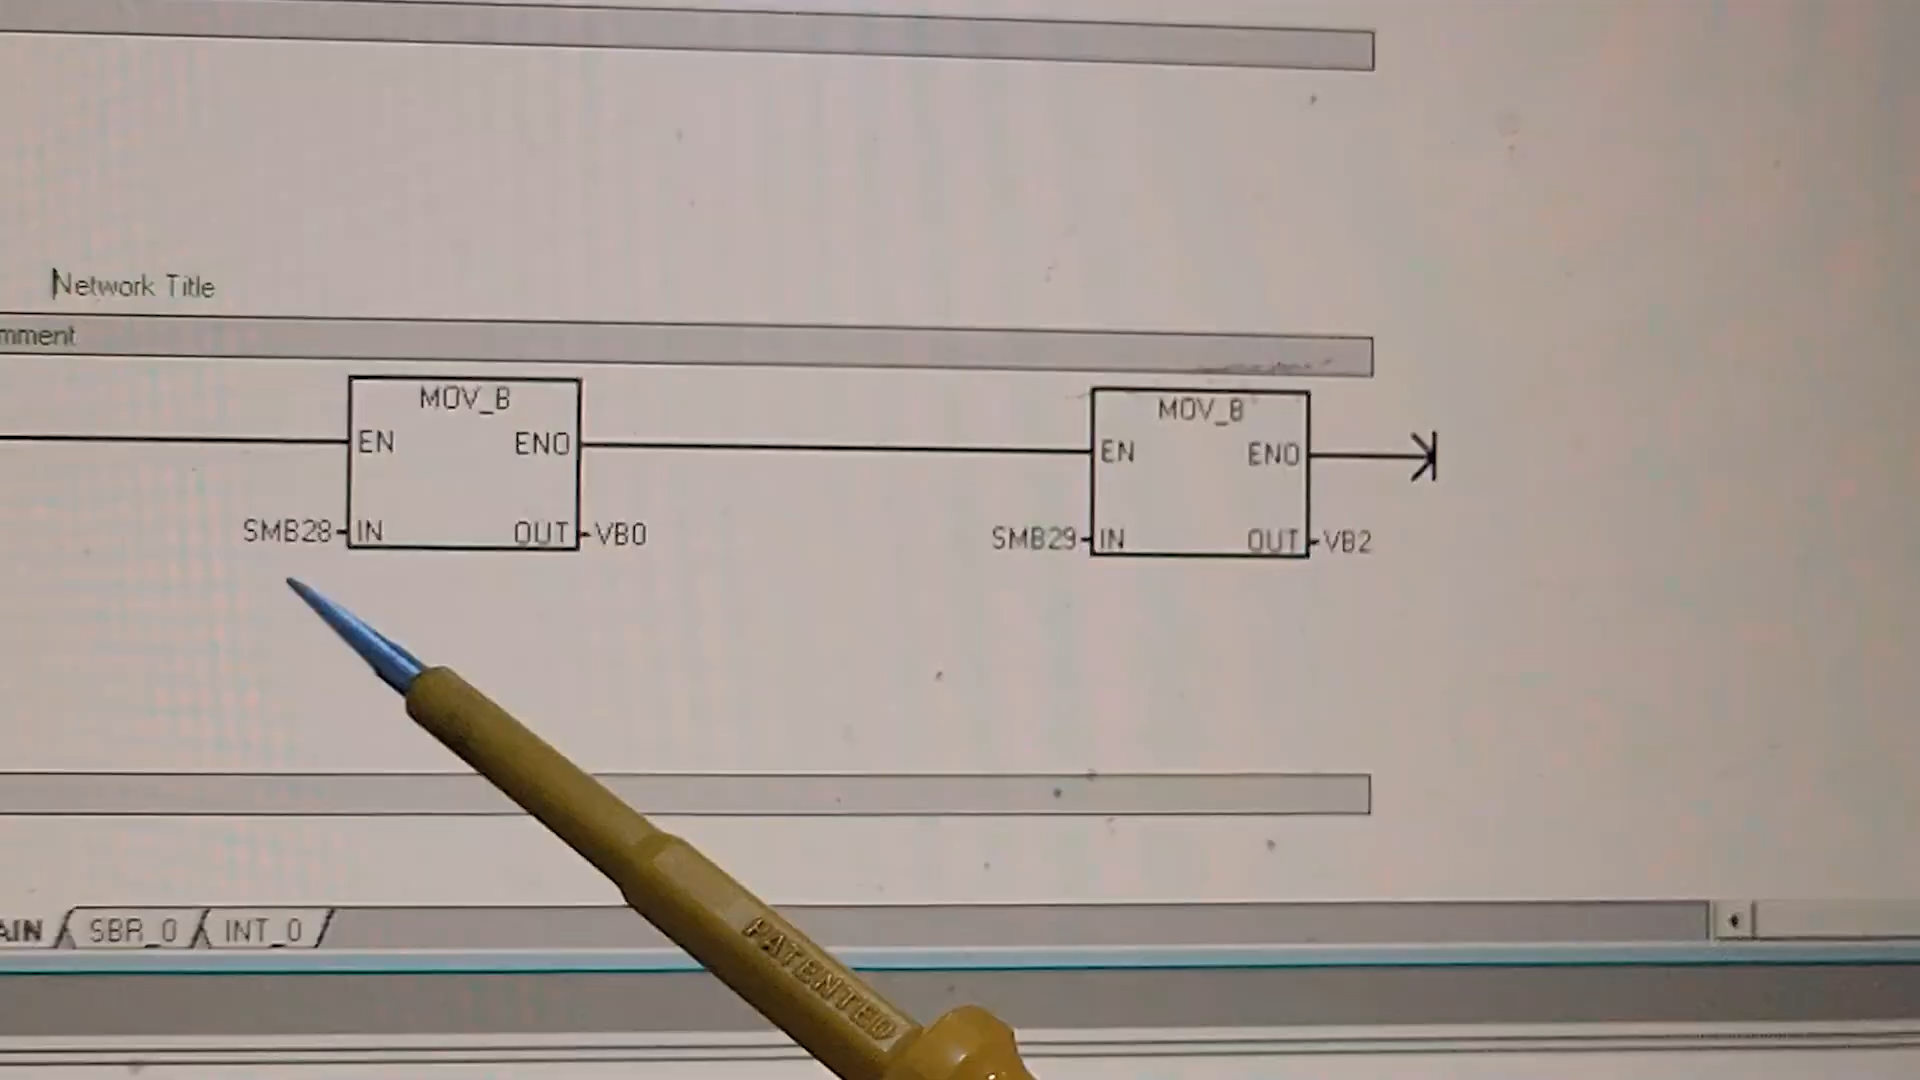 Network Title
mment
MOV_B
EN ENO
SMB28 IN OUT VB0
MOV_B
EN ENO
SMB29 IN OUT VB2
AIN SBR_0 INT_0
PATENTED